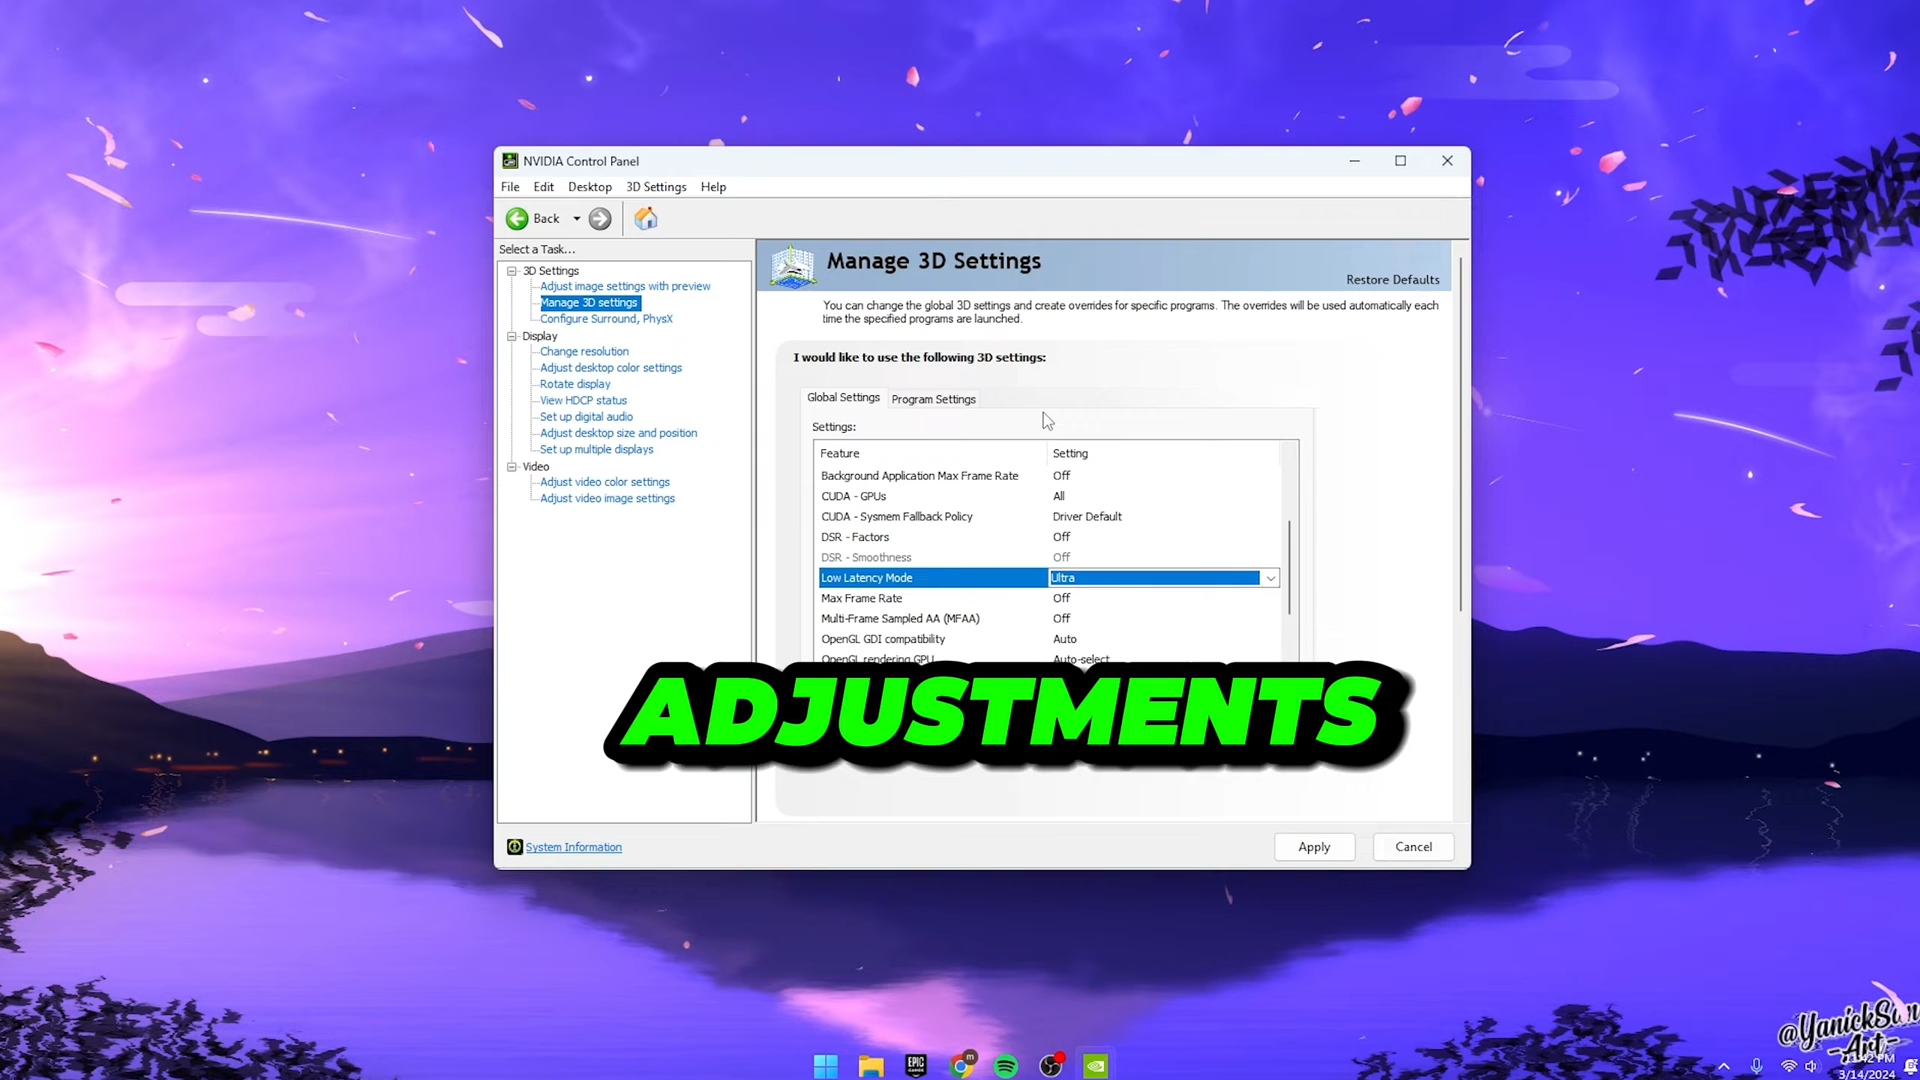 NVIDIA Control Panel
File Edit Desktop 3D Settings Help
Back
Select a Task...
3D Settings
Adjust image settings with preview
Manage 3D settings
Configure Surround, PhysX
Display
Change resolution
Adjust desktop color settings
Rotate display
View HDCP status
Set up digital audio
Adjust desktop size and position
Set up multiple displays
Video
Adjust video color settings
Adjust video image settings
Manage 3D Settings
Restore Defaults
You can change the global 3D settings and create overrides for specific programs. The overrides will be used automatically each
time the specified programs are launched.
I would like to use the following 3D settings:
Global Settings Program Settings
Settings:
Feature Setting
Background Application Max Frame Rate Off
CUDA - GPUs All
CUDA - Sysmem Fallback Policy Driver Default
DSR - Factors Off
DSR - Smoothness Off
Low Latency Mode Ultra
Max Frame Rate Off
Multi-Frame Sampled AA (MFAA) Off
OpenGL GDI compatibility Auto
OpenGL rendering GPU Auto-select
ADJUSTMENTS
System Information
Apply Cancel
EPIC
GAMES
m
-Art-
3/14/2024